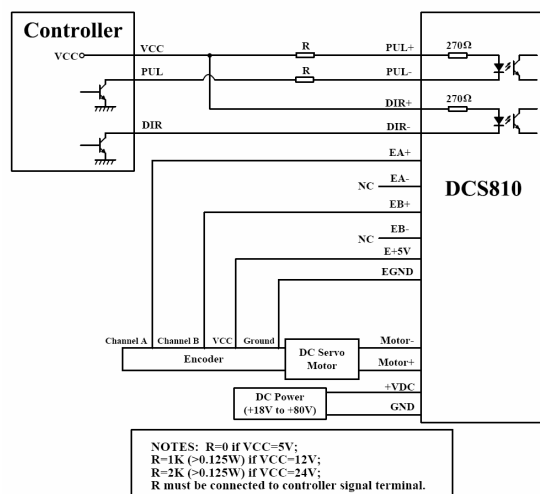 Controller
VCC
VCC
R
PUL+
270Ω
PUL
R
PUL-
DIR+
270Ω
DIR
DIR-
EA+
NC
EA-
DCS810
EB+
NC
EB-
E+5V
EGND
Channel A
Channel B
VCC
Ground
Encoder
DC Servo
Motor
Motor-
Motor+
DC Power
(+18V to +80V)
+VDC
GND
NOTES: R=0 if VCC=5V;
R=1K (>0.125W) if VCC=12V;
R=2K (>0.125W) if VCC=24V;
R must be connected to controller signal terminal.